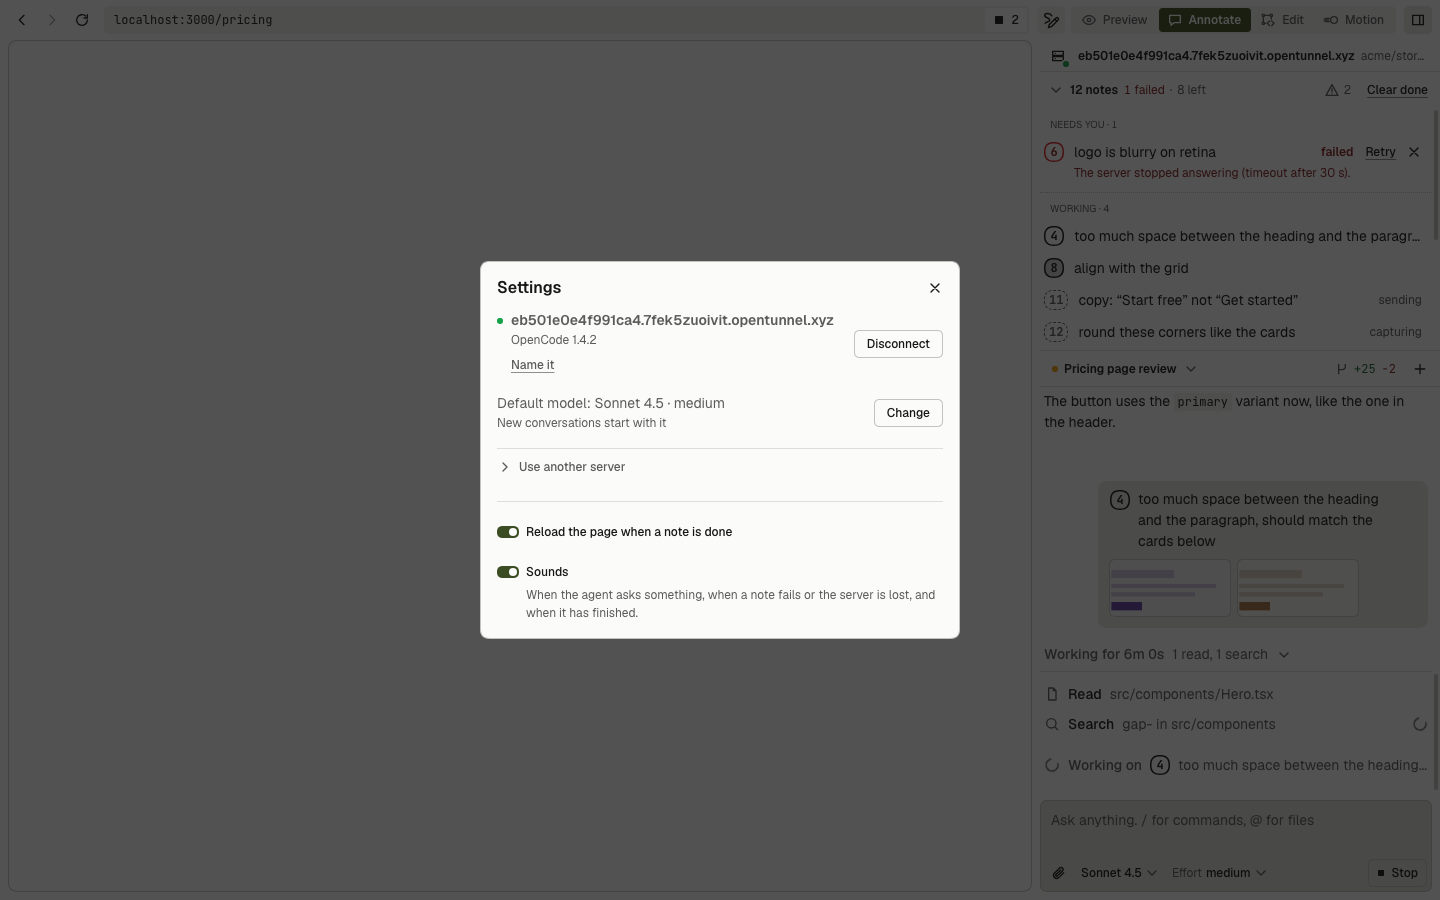 localhost:3000/pricing
2
Preview
Annotate
Edit
Motion
eb501e0e4f991ca4.7fek5zuoivit.opentunnel.xyz acme/stor...
12 notes 1 failed · 8 left
2
Clear done
NEEDS YOU · 1
6 logo is blurry on retina failed Retry
The server stopped answering (timeout after 30 s).
WORKING · 4
4 too much space between the heading and the paragr...
8 align with the grid
11 copy: “Start free” not “Get started” sending
12 round these corners like the cards capturing
Pricing page review +25 -2
The button uses the primary variant now, like the one in
the header.
4 too much space between the heading
and the paragraph, should match the
cards below
Working for 6m 0s 1 read, 1 search
Read src/components/Hero.tsx
Search gap- in src/components
Working on 4 too much space between the heading...
Ask anything. / for commands, @ for files
Sonnet 4.5 Effort medium Stop
Settings
eb501e0e4f991ca4.7fek5zuoivit.opentunnel.xyz
OpenCode 1.4.2
Name it
Disconnect
Default model: Sonnet 4.5 · medium
New conversations start with it
Change
Use another server
Reload the page when a note is done
Sounds
When the agent asks something, when a note fails or the server is lost, and
when it has finished.